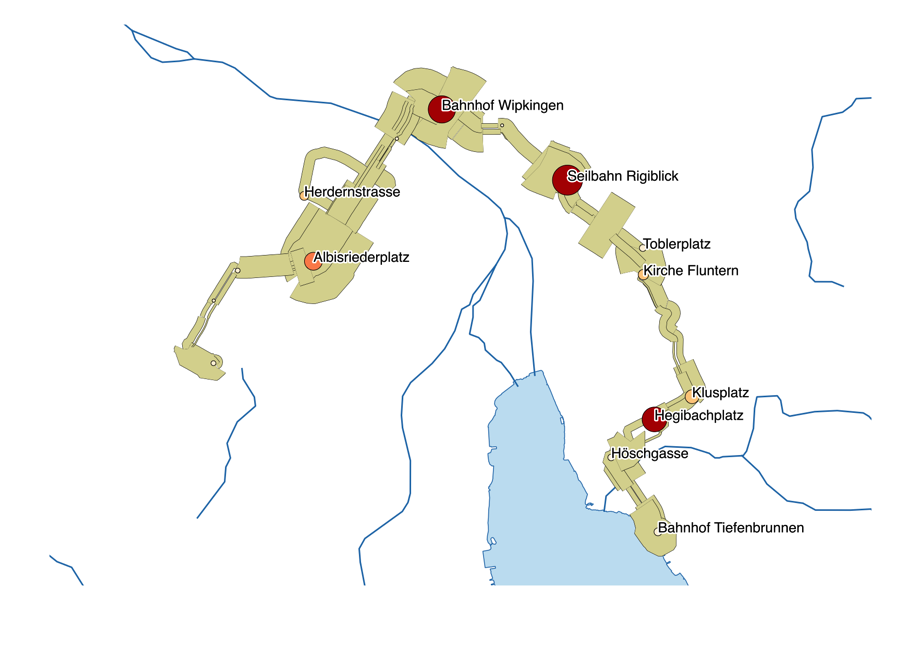 Bahnhof Wipkingen
Seilbahn Rigiblick
Herdernstrasse
Toblerplatz
Albisriederplatz
Kirche Fluntern
Klusplatz
Hegibachplatz
Höschgasse
Bahnhof Tiefenbrunnen